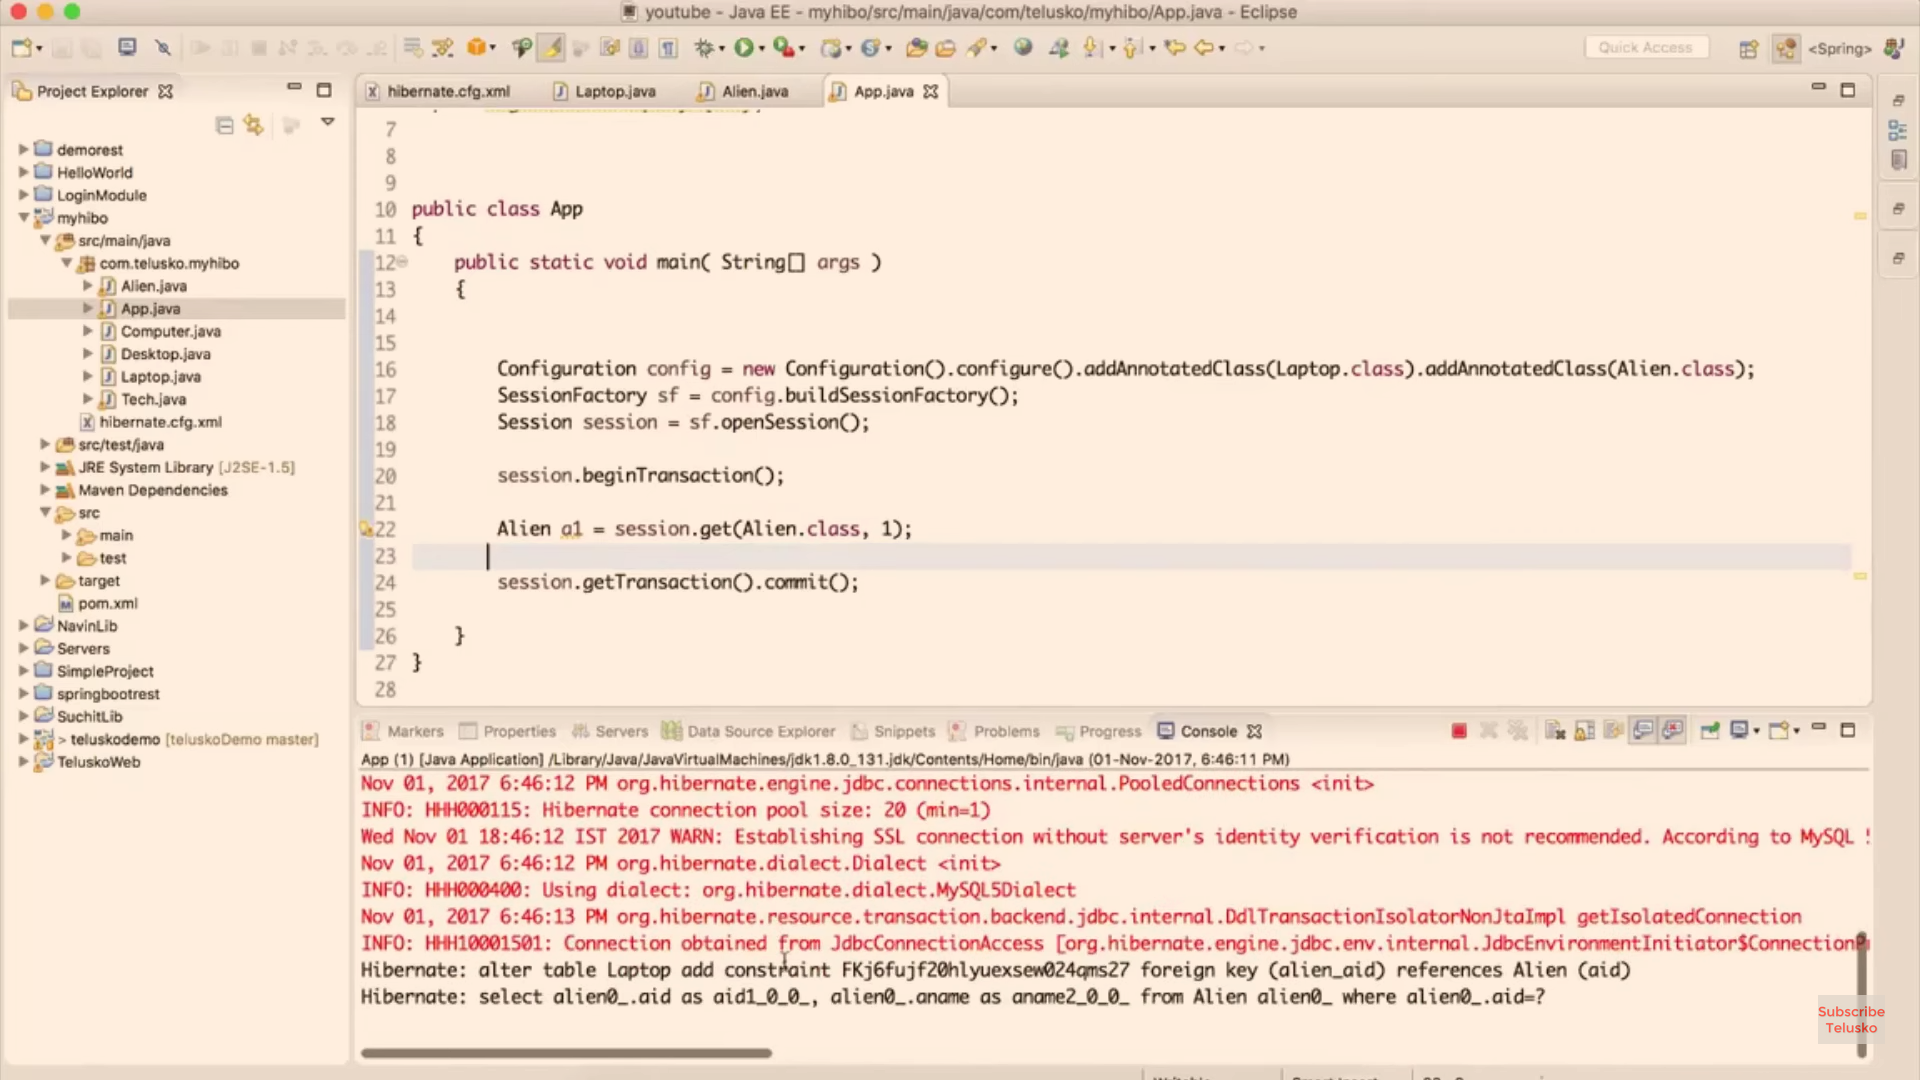 youtube - Java EE - myhibo/src/main/java/com/telusko/myhibo/App.java - Eclipse
Quick Access
<Spring>
Project Explorer
demorest
HelloWorld
LoginModule
myhibo
src/main/java
com.telusko.myhibo
Alien.java
App.java
Computer.java
Desktop.java
Laptop.java
Tech.java
hibernate.cfg.xml
src/test/java
JRE System Library [J2SE-1.5]
Maven Dependencies
src
main
test
target
pom.xml
NavinLib
Servers
SimpleProject
springbootrest
SuchitLib
> teluskodemo [teluskoDemo master]
TeluskoWeb
hibernate.cfg.xml Laptop.java Alien.java App.java
7
8
9
10 public class App
11 {
12 public static void main( String[] args )
13 {
14
15
16 Configuration config = new Configuration().configure().addAnnotatedClass(Laptop.class).addAnnotatedClass(Alien.class);
17 SessionFactory sf = config.buildSessionFactory();
18 Session session = sf.openSession();
19
20 session.beginTransaction();
21
22 Alien a1 = session.get(Alien.class, 1);
23
24 session.getTransaction().commit();
25
26 }
27 }
28
Markers Properties Servers Data Source Explorer Snippets Problems Progress Console
App (1) [Java Application] /Library/Java/JavaVirtualMachines/jdk1.8.0_131.jdk/Contents/Home/bin/java (01-Nov-2017, 6:46:11 PM)
Nov 01, 2017 6:46:12 PM org.hibernate.engine.jdbc.connections.internal.PooledConnections <init>
INFO: HHH000115: Hibernate connection pool size: 20 (min=1)
Wed Nov 01 18:46:12 IST 2017 WARN: Establishing SSL connection without server's identity verification is not recommended. According to MySQL
Nov 01, 2017 6:46:12 PM org.hibernate.dialect.Dialect <init>
INFO: HHH000400: Using dialect: org.hibernate.dialect.MySQL5Dialect
Nov 01, 2017 6:46:13 PM org.hibernate.resource.transaction.backend.jdbc.internal.DdlTransactionIsolatorNonJtaImpl getIsolatedConnection
INFO: HHH10001501: Connection obtained from JdbcConnectionAccess [org.hibernate.engine.jdbc.env.internal.JdbcEnvironmentInitiator$ConnectionPr
Hibernate: alter table Laptop add constraint FKj6fujf20hlyuexsew024qms27 foreign key (alien_aid) references Alien (aid)
Hibernate: select alien0_.aid as aid1_0_0_, alien0_.aname as aname2_0_0_ from Alien alien0_ where alien0_.aid=?
Subscribe
Telusko